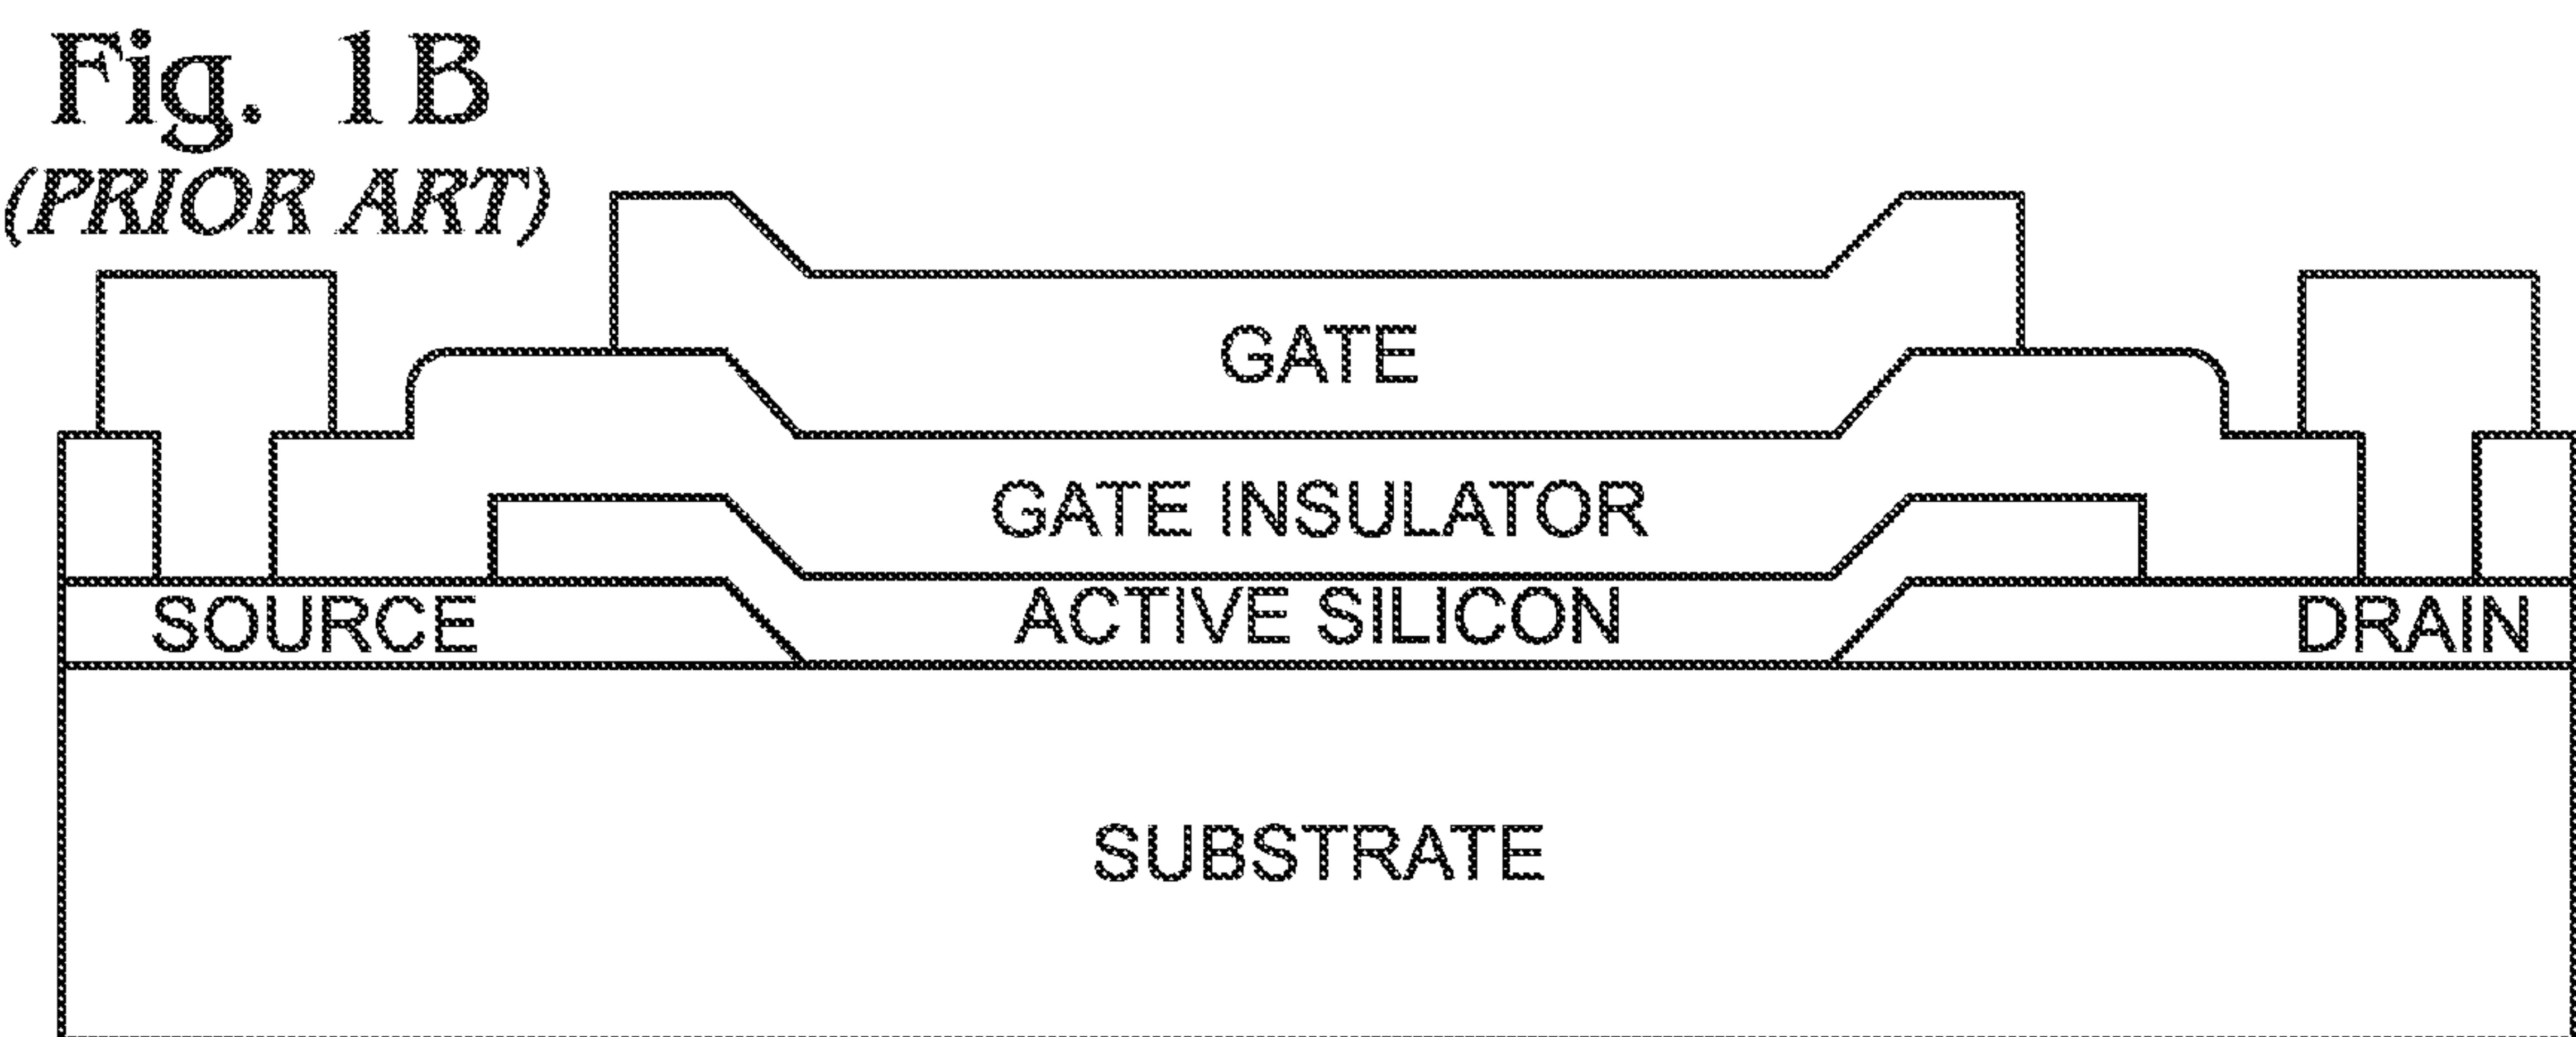 Fig. 1B
(PRIOR ART)
GATE
GATE INSULATOR
SOURCE ACTIVE SILICON DRAIN
SUBSTRATE